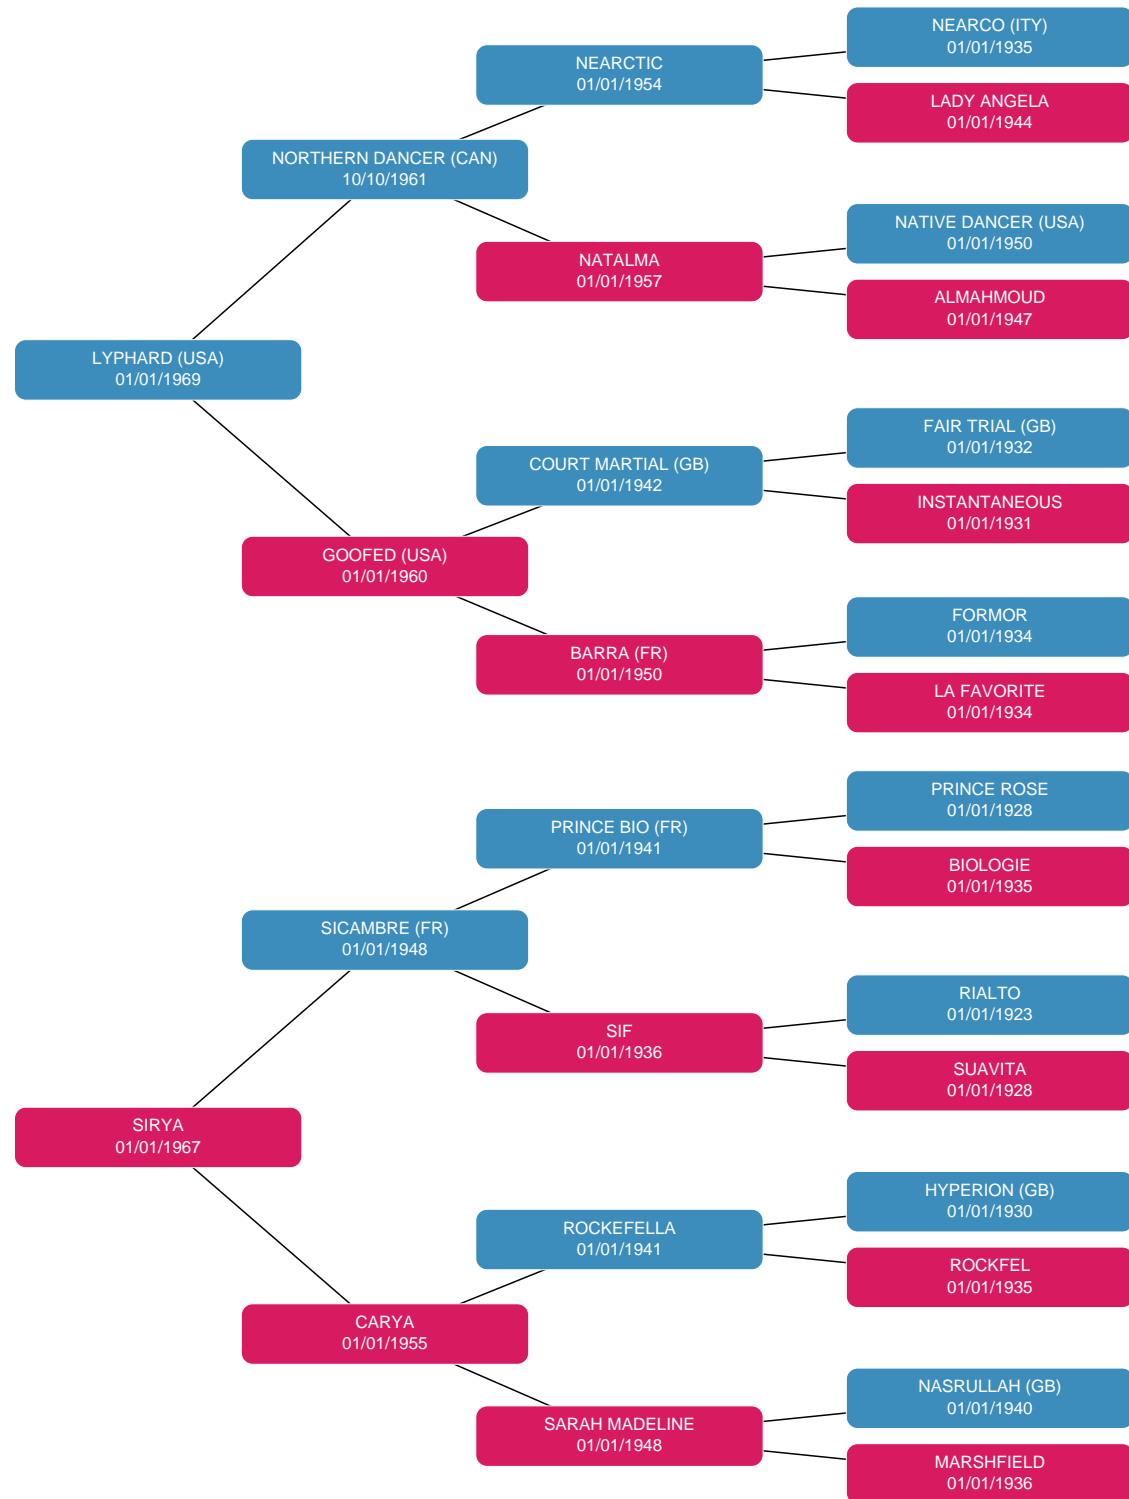 NEARCO (ITY)
01/01/1935
NEARCTIC
01/01/1954
LADY ANGELA
01/01/1944
NORTHERN DANCER (CAN)
10/10/1961
NATIVE DANCER (USA)
01/01/1950
NATALMA
01/01/1957
ALMAHMOUD
01/01/1947
LYPHARD (USA)
01/01/1969
FAIR TRIAL (GB)
01/01/1932
COURT MARTIAL (GB)
01/01/1942
INSTANTANEOUS
01/01/1931
GOOFED (USA)
01/01/1960
FORMOR
01/01/1934
BARRA (FR)
01/01/1950
LA FAVORITE
01/01/1934
PRINCE ROSE
01/01/1928
PRINCE BIO (FR)
01/01/1941
BIOLOGIE
01/01/1935
SICAMBRE (FR)
01/01/1948
RIALTO
01/01/1923
SIF
01/01/1936
SUAVITA
01/01/1928
SIRYA
01/01/1967
HYPERION (GB)
01/01/1930
ROCKEFELLA
01/01/1941
ROCKFEL
01/01/1935
CARYA
01/01/1955
NASRULLAH (GB)
01/01/1940
SARAH MADELINE
01/01/1948
MARSHFIELD
01/01/1936